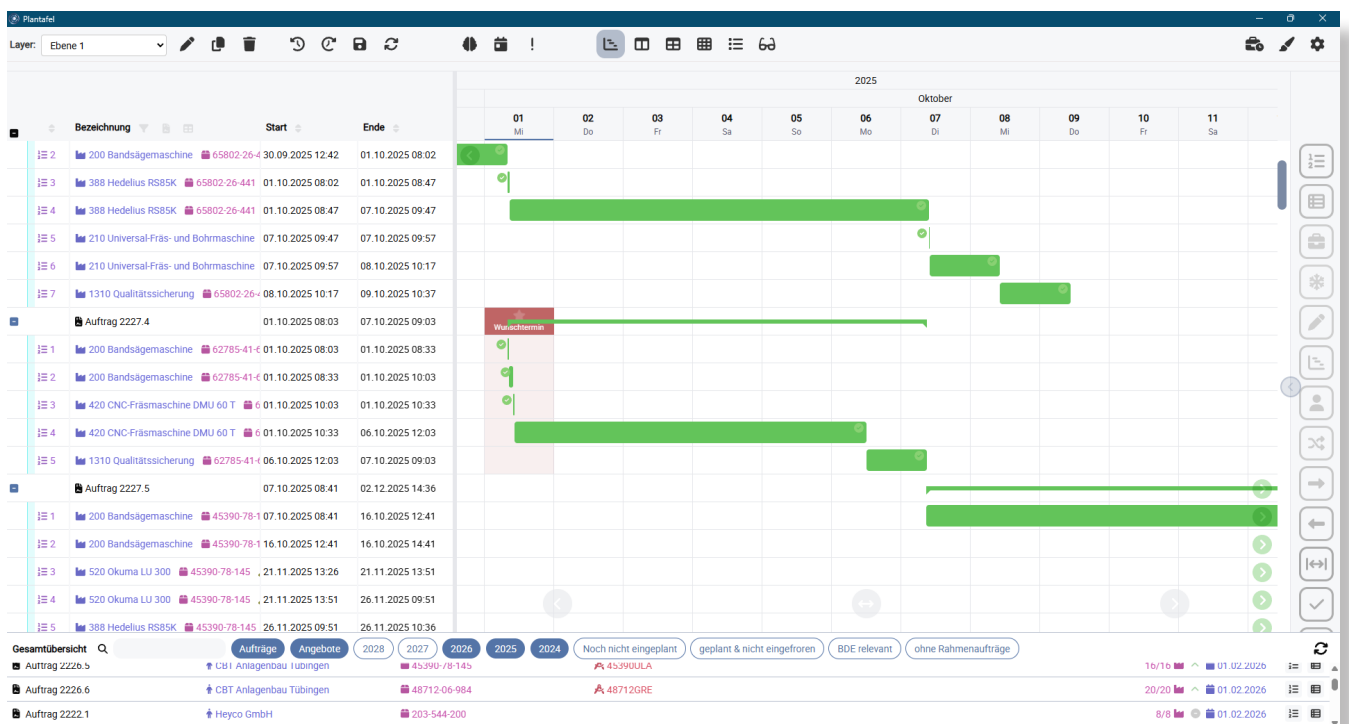 Plantafel
Layer: Ebene 1
2025
Oktober
Bezeichnung Start Ende 01 02 03 04 05 06 07 08 09 10 11
Mi Do Fr Sa So Mo Di Mi Do Fr Sa
2 200 Bandsägemaschine 65802-26-4 30.09.2025 12:42 01.10.2025 08:02
3 388 Hedelius RS85K 65802-26-441 01.10.2025 08:02 01.10.2025 08:47
4 388 Hedelius RS85K 65802-26-441 01.10.2025 08:47 07.10.2025 09:47
5 210 Universal-Fräs- und Bohrmaschine 07.10.2025 09:47 07.10.2025 09:57
6 210 Universal-Fräs- und Bohrmaschine 07.10.2025 09:57 08.10.2025 10:17
7 1310 Qualitätssicherung 65802-26-4 08.10.2025 10:17 09.10.2025 10:37
Auftrag 2227.4 01.10.2025 08:03 07.10.2025 09:03 Wunschtermin
1 200 Bandsägemaschine 62785-41-6 01.10.2025 08:03 01.10.2025 08:33
2 200 Bandsägemaschine 62785-41-6 01.10.2025 08:33 01.10.2025 10:03
3 420 CNC-Fräsmaschine DMU 60 T 6 01.10.2025 10:03 01.10.2025 10:33
4 420 CNC-Fräsmaschine DMU 60 T 6 01.10.2025 10:33 06.10.2025 12:03
5 1310 Qualitätssicherung 62785-41-6 06.10.2025 12:03 07.10.2025 09:03
Auftrag 2227.5 07.10.2025 08:41 02.12.2025 14:36
1 200 Bandsägemaschine 45390-78-1 07.10.2025 08:41 16.10.2025 12:41
2 200 Bandsägemaschine 45390-78-1 16.10.2025 12:41 16.10.2025 14:41
3 520 Okuma LU 300 45390-78-145 , 21.11.2025 13:26 21.11.2025 13:51
4 520 Okuma LU 300 45390-78-145 , 21.11.2025 13:51 26.11.2025 09:51
5 388 Hedelius RS85K 45390-78-145 26.11.2025 09:51 26.11.2025 10:36
Gesamtübersicht Aufträge Angebote 2028 2027 2026 2025 2024 Noch nicht eingeplant geplant & nicht eingefroren BDE relevant ohne Rahmenaufträge
Auftrag 2226.5 CBT Anlagenbau Tübingen 45390-78-145 45390ULA 16/16 01.02.2026
Auftrag 2226.6 CBT Anlagenbau Tübingen 48712-06-984 48712GRE 20/20 01.02.2026
Auftrag 2222.1 Heyco GmbH 203-544-200 8/8 01.02.2026